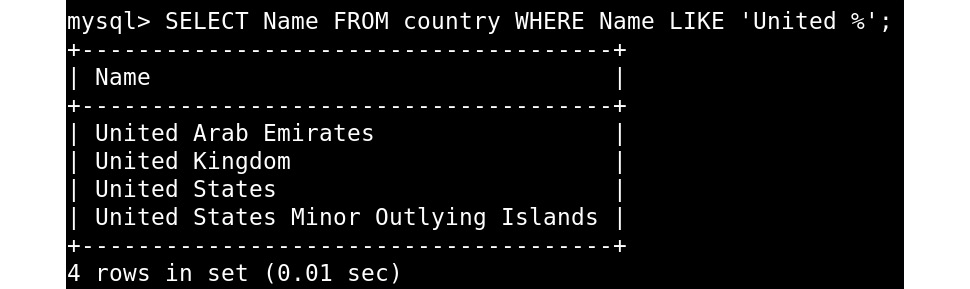 mysql> SELECT Name FROM country WHERE Name LIKE 'United %';
+--------------------------------------+
| Name                                 |
+--------------------------------------+
| United Arab Emirates                 |
| United Kingdom                       |
| United States                        |
| United States Minor Outlying Islands |
+--------------------------------------+
4 rows in set (0.01 sec)